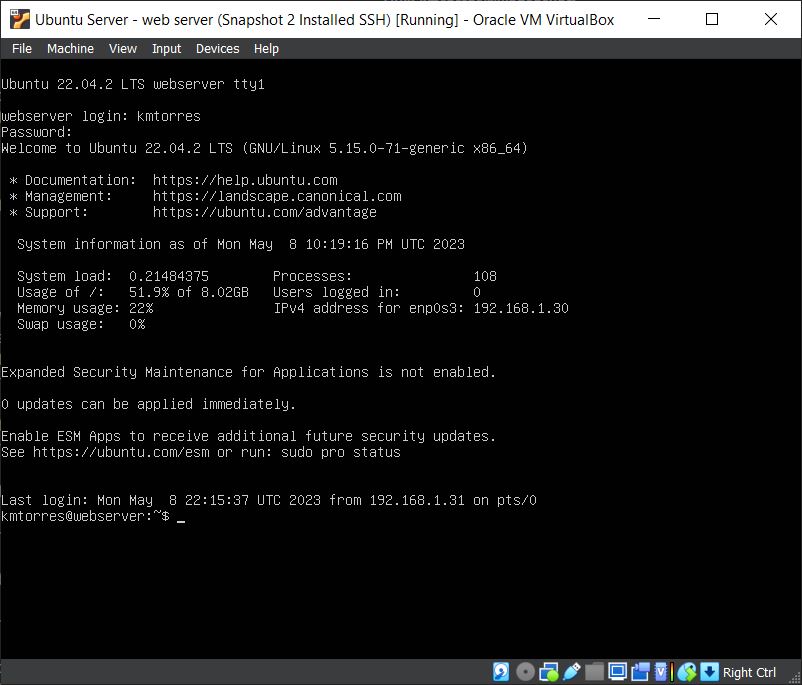 Ubuntu Server - web server (Snapshot 2 Installed SSH) [Running] - Oracle VM VirtualBox
File Machine View Input Devices Help
Ubuntu 22.04.2 LTS webserver tty1
webserver login: kmtorres
Password:
Welcome to Ubuntu 22.04.2 LTS (GNU/Linux 5.15.0-71-generic x86_64)
* Documentation:  https://help.ubuntu.com
* Management:     https://landscape.canonical.com
* Support:        https://ubuntu.com/advantage
System information as of Mon May  8 10:19:16 PM UTC 2023
System load:  0.21484375        Processes:               108
Usage of /:   51.9% of 8.02GB   Users logged in:         0
Memory usage: 22%               IPv4 address for enp0s3: 192.168.1.30
Swap usage:   0%
Expanded Security Maintenance for Applications is not enabled.
0 updates can be applied immediately.
Enable ESM Apps to receive additional future security updates.
See https://ubuntu.com/esm or run: sudo pro status
Last login: Mon May  8 22:15:37 UTC 2023 from 192.168.1.31 on pts/0
kmtorres@webserver:~$ _
Right Ctrl